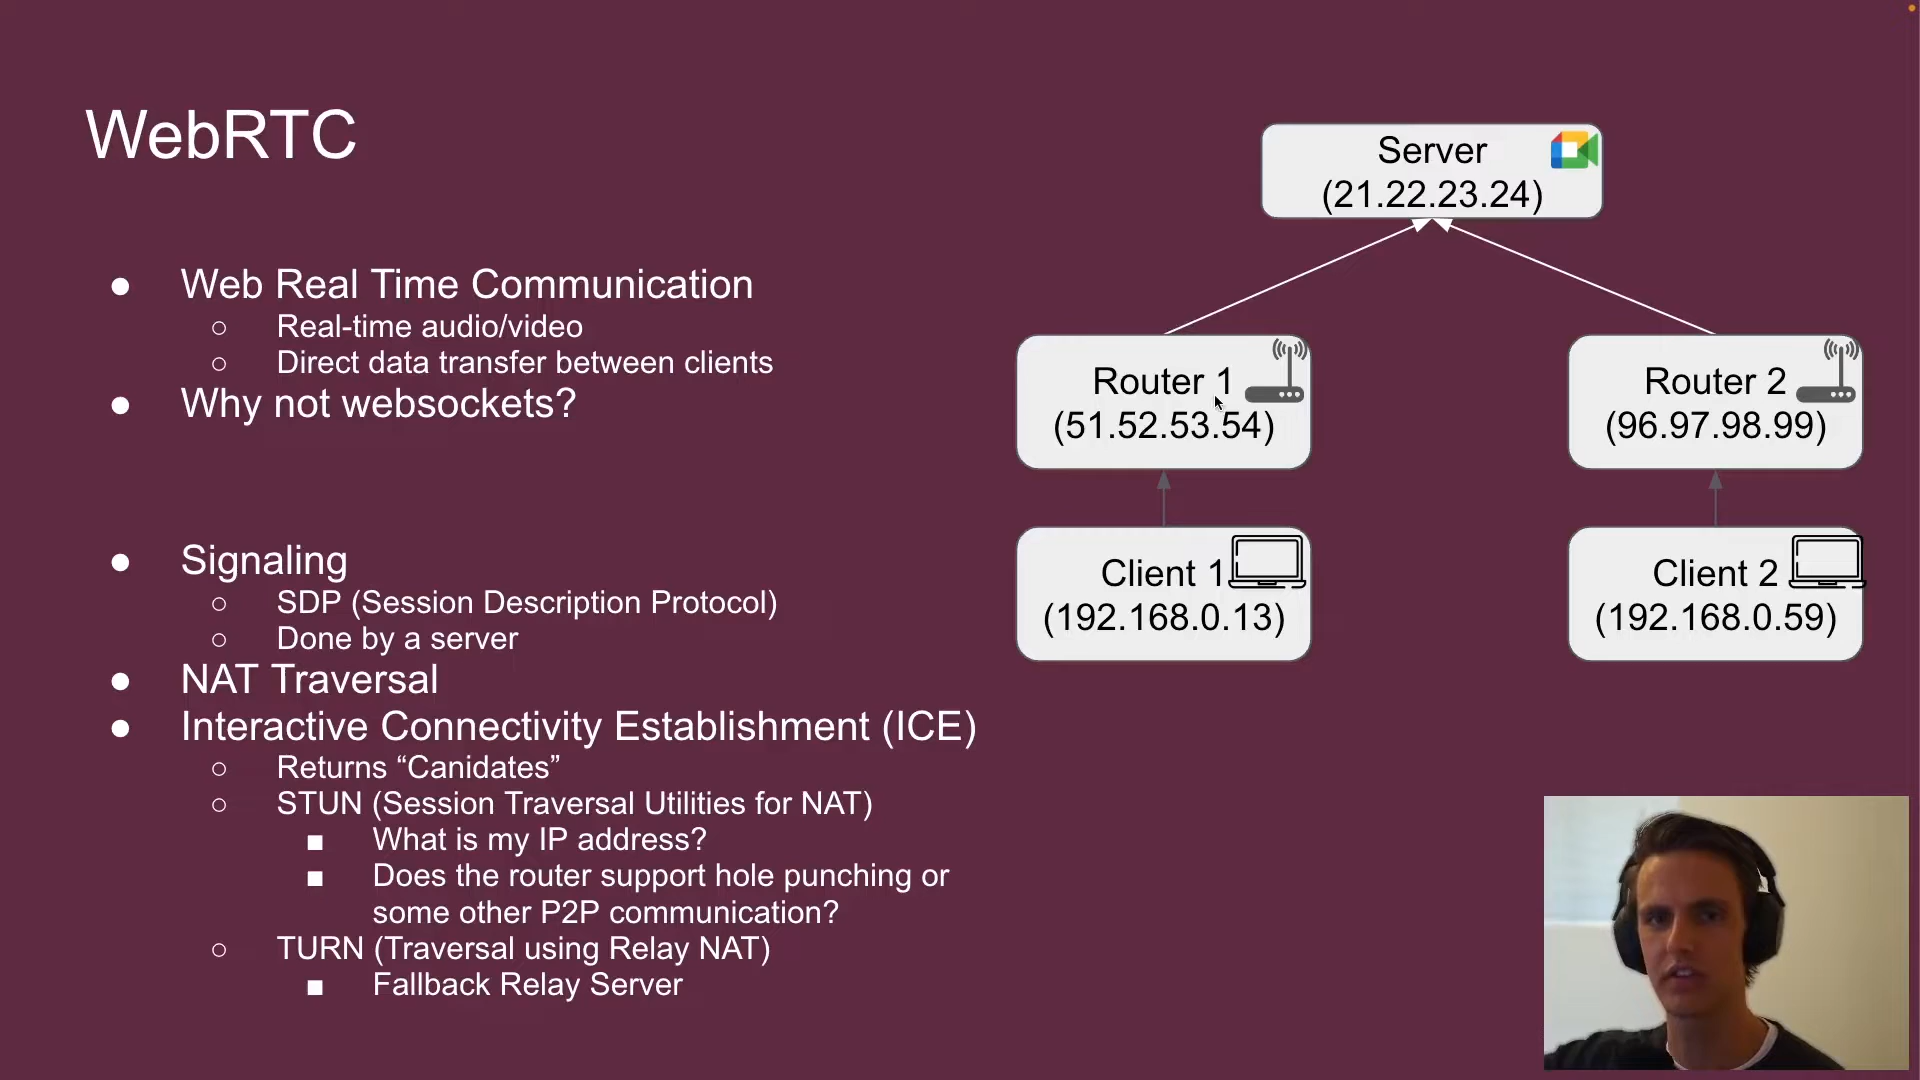 WebRTC
Web Real Time Communication
Real-time audio/video
Direct data transfer between clients
Why not websockets?
Signaling
SDP (Session Description Protocol)
Done by a server
NAT Traversal
Interactive Connectivity Establishment (ICE)
Returns “Canidates”
STUN (Session Traversal Utilities for NAT)
What is my IP address?
Does the router support hole punching or
some other P2P communication?
TURN (Traversal using Relay NAT)
Fallback Relay Server
Server
(21.22.23.24)
Router 1
(51.52.53.54)
Router 2
(96.97.98.99)
Client 1
(192.168.0.13)
Client 2
(192.168.0.59)